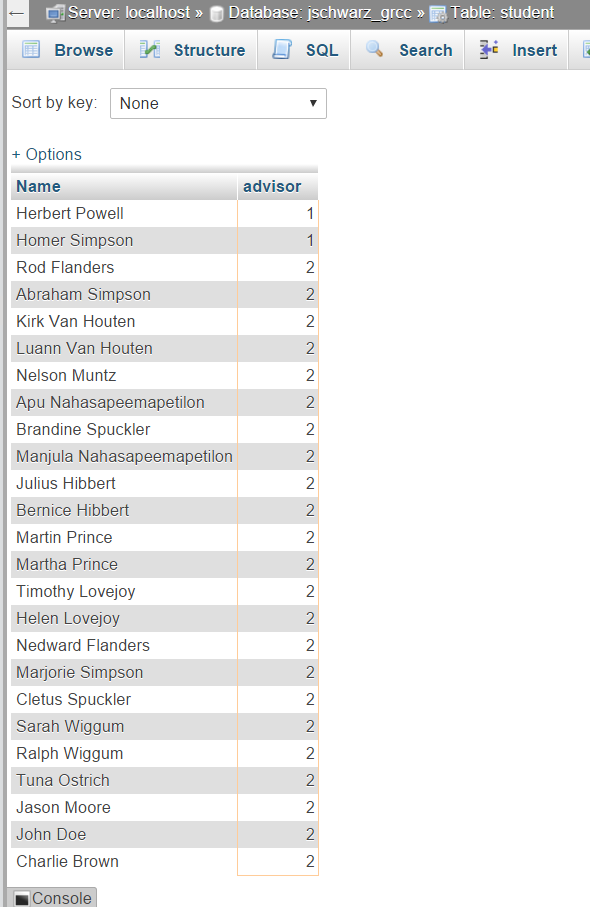 ← Server: localhost » Database: jschwarz_grcc » Table: student
Browse Structure SQL Search Insert
Sort by key: None
+ Options
Name advisor
Herbert Powell 1
Homer Simpson 1
Rod Flanders 2
Abraham Simpson 2
Kirk Van Houten 2
Luann Van Houten 2
Nelson Muntz 2
Apu Nahasapeemapetilon 2
Brandine Spuckler 2
Manjula Nahasapeemapetilon 2
Julius Hibbert 2
Bernice Hibbert 2
Martin Prince 2
Martha Prince 2
Timothy Lovejoy 2
Helen Lovejoy 2
Nedward Flanders 2
Marjorie Simpson 2
Cletus Spuckler 2
Sarah Wiggum 2
Ralph Wiggum 2
Tuna Ostrich 2
Jason Moore 2
John Doe 2
Charlie Brown 2
Console